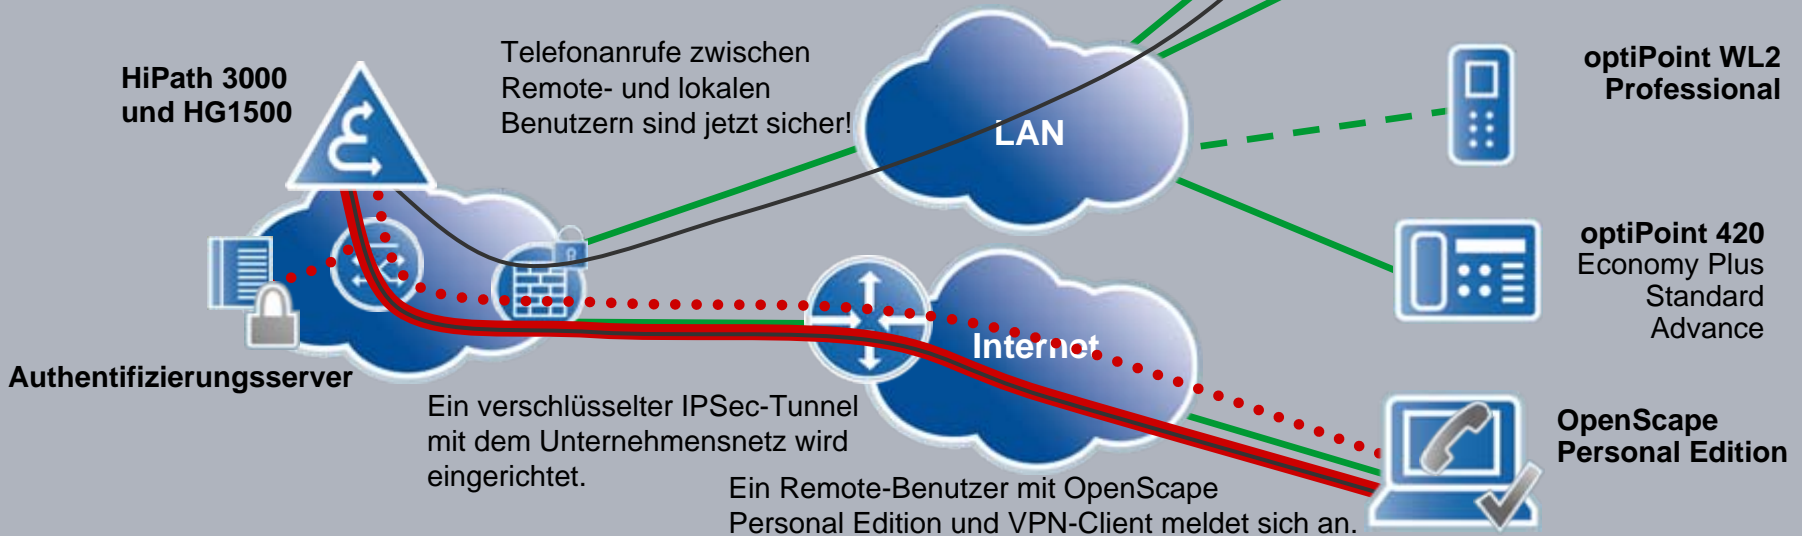 HiPath 3000
und HG1500
Telefonanrufe zwischen
Remote- und lokalen
Benutzern sind jetzt sicher!
LAN
optiPoint WL2
Professional
optiPoint 420
Economy Plus
Standard
Advance
Internet
Authentifizierungsserver
Ein verschlüsselter IPSec-Tunnel
mit dem Unternehmensnetz wird
eingerichtet.
OpenScape
Personal Edition
Ein Remote-Benutzer mit OpenScape
Personal Edition und VPN-Client meldet sich an.